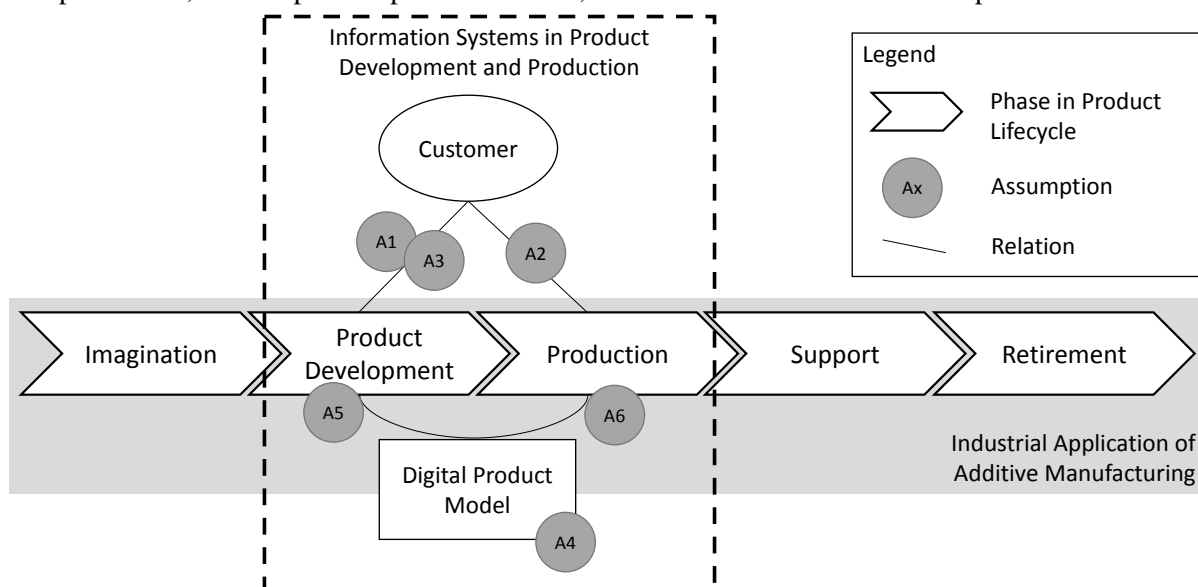 Information Systems in Product
Development and Production
Customer
A1
A3
A2
Legend
Phase in Product
Lifecycle
Ax
Assumption
Relation
Imagination
Product
Development
Production
Support
Retirement
A5
A6
Digital Product
Model
A4
Industrial Application of
Additive Manufacturing